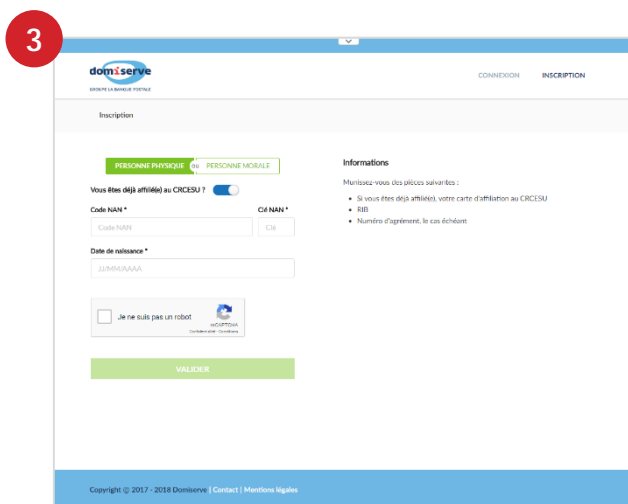 3
domiserve
GROUPE LA BANQUE POSTALE
CONNEXION INSCRIPTION
Inscription
PERSONNE PHYSIQUE ou PERSONNE MORALE
Vous êtes déjà affilié(e) au CRCESU ?
Code NAN * Clé NAN *
Code NAN Clé
Date de naissance *
JJ/MM/AAAA
Je ne suis pas un robot
reCAPTCHA
Confidentialité - Conditions
VALIDER
Informations
Munissez-vous des pièces suivantes :
• Si vous êtes déjà affilié(e), votre carte d'affiliation au CRCESU
• RIB
• Numéro d'agrément, le cas échéant
Copyright © 2017 - 2018 Domiserve | Contact | Mentions légales